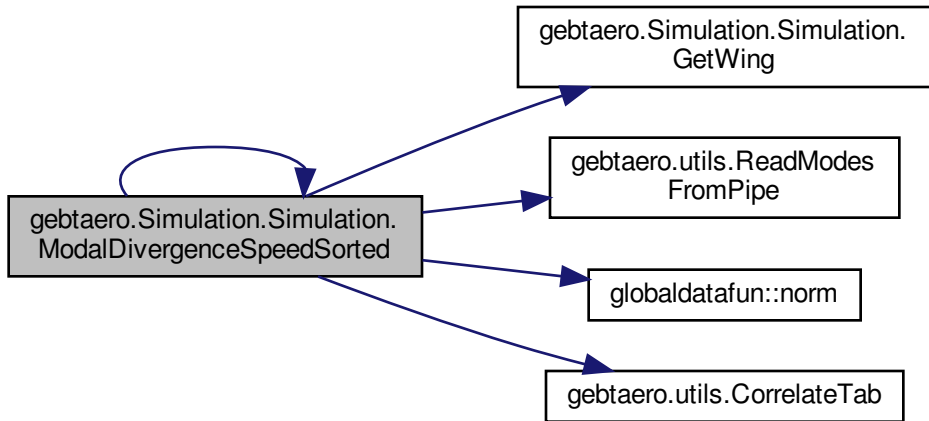 gebtaero.Simulation.Simulation.
GetWing
gebtaero.utils.ReadModes
FromPipe
gebtaero.Simulation.Simulation.
ModalDivergenceSpeedSorted
globaldatafun::norm
gebtaero.utils.CorrelateTab